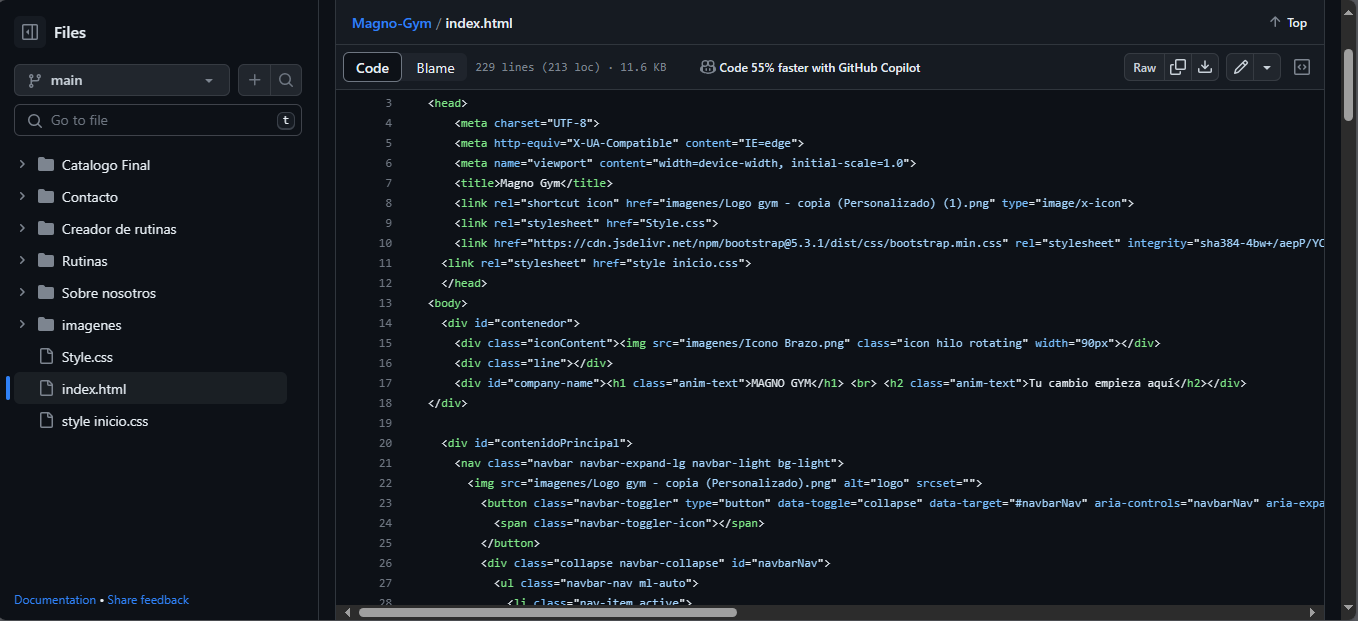 Files
main
Go to file
t
Catalogo Final
Contacto
Creador de rutinas
Rutinas
Sobre nosotros
imagenes
Style.css
index.html
style inicio.css
Documentation • Share feedback
Magno-Gym / index.html
Top
Code Blame 229 lines (213 loc) · 11.6 KB Code 55% faster with GitHub Copilot Raw
3 <head>
4 <meta charset="UTF-8">
5 <meta http-equiv="X-UA-Compatible" content="IE=edge">
6 <meta name="viewport" content="width=device-width, initial-scale=1.0">
7 <title>Magno Gym</title>
8 <link rel="shortcut icon" href="imagenes/Logo gym - copia (Personalizado) (1).png" type="image/x-icon">
9 <link rel="stylesheet" href="Style.css">
10 <link href="https://cdn.jsdelivr.net/npm/bootstrap@5.3.1/dist/css/bootstrap.min.css" rel="stylesheet" integrity="sha384-4bw+/aepP/YC
11 <link rel="stylesheet" href="style inicio.css">
12 </head>
13 <body>
14 <div id="contenedor">
15 <div class="iconContent"><img src="imagenes/Icono Brazo.png" class="icon hilo rotating" width="90px"></div>
16 <div class="line"></div>
17 <div id="company-name"><h1 class="anim-text">MAGNO GYM</h1> <br> <h2 class="anim-text">Tu cambio empieza aquí</h2></div>
18 </div>
19
20 <div id="contenidoPrincipal">
21 <nav class="navbar navbar-expand-lg navbar-light bg-light">
22 <img src="imagenes/Logo gym - copia (Personalizado).png" alt="logo" srcset="">
23 <button class="navbar-toggler" type="button" data-toggle="collapse" data-target="#navbarNav" aria-controls="navbarNav" aria-expa
24 <span class="navbar-toggler-icon"></span>
25 </button>
26 <div class="collapse navbar-collapse" id="navbarNav">
27 <ul class="navbar-nav ml-auto">
28 <li class="nav-item active">